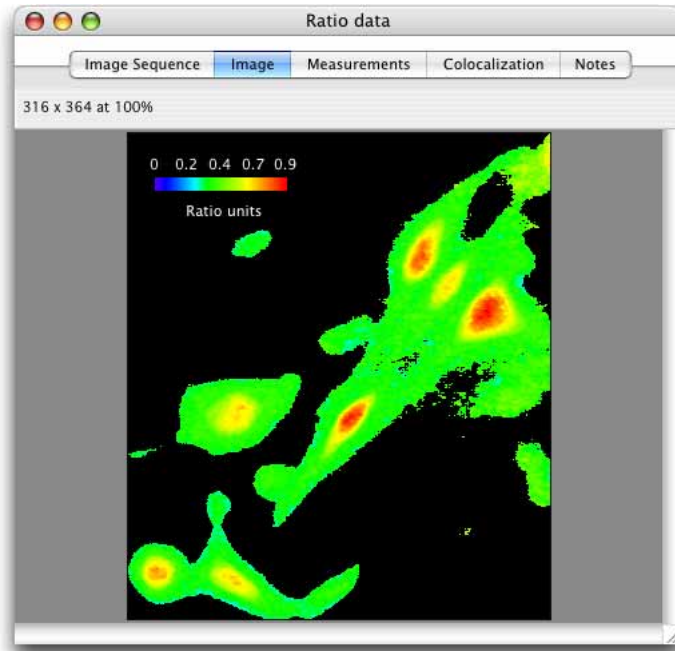 Ratio data
Image Sequence Image Measurements Colocalization Notes
316 x 364 at 100%
0 0.2 0.4 0.7 0.9
Ratio units